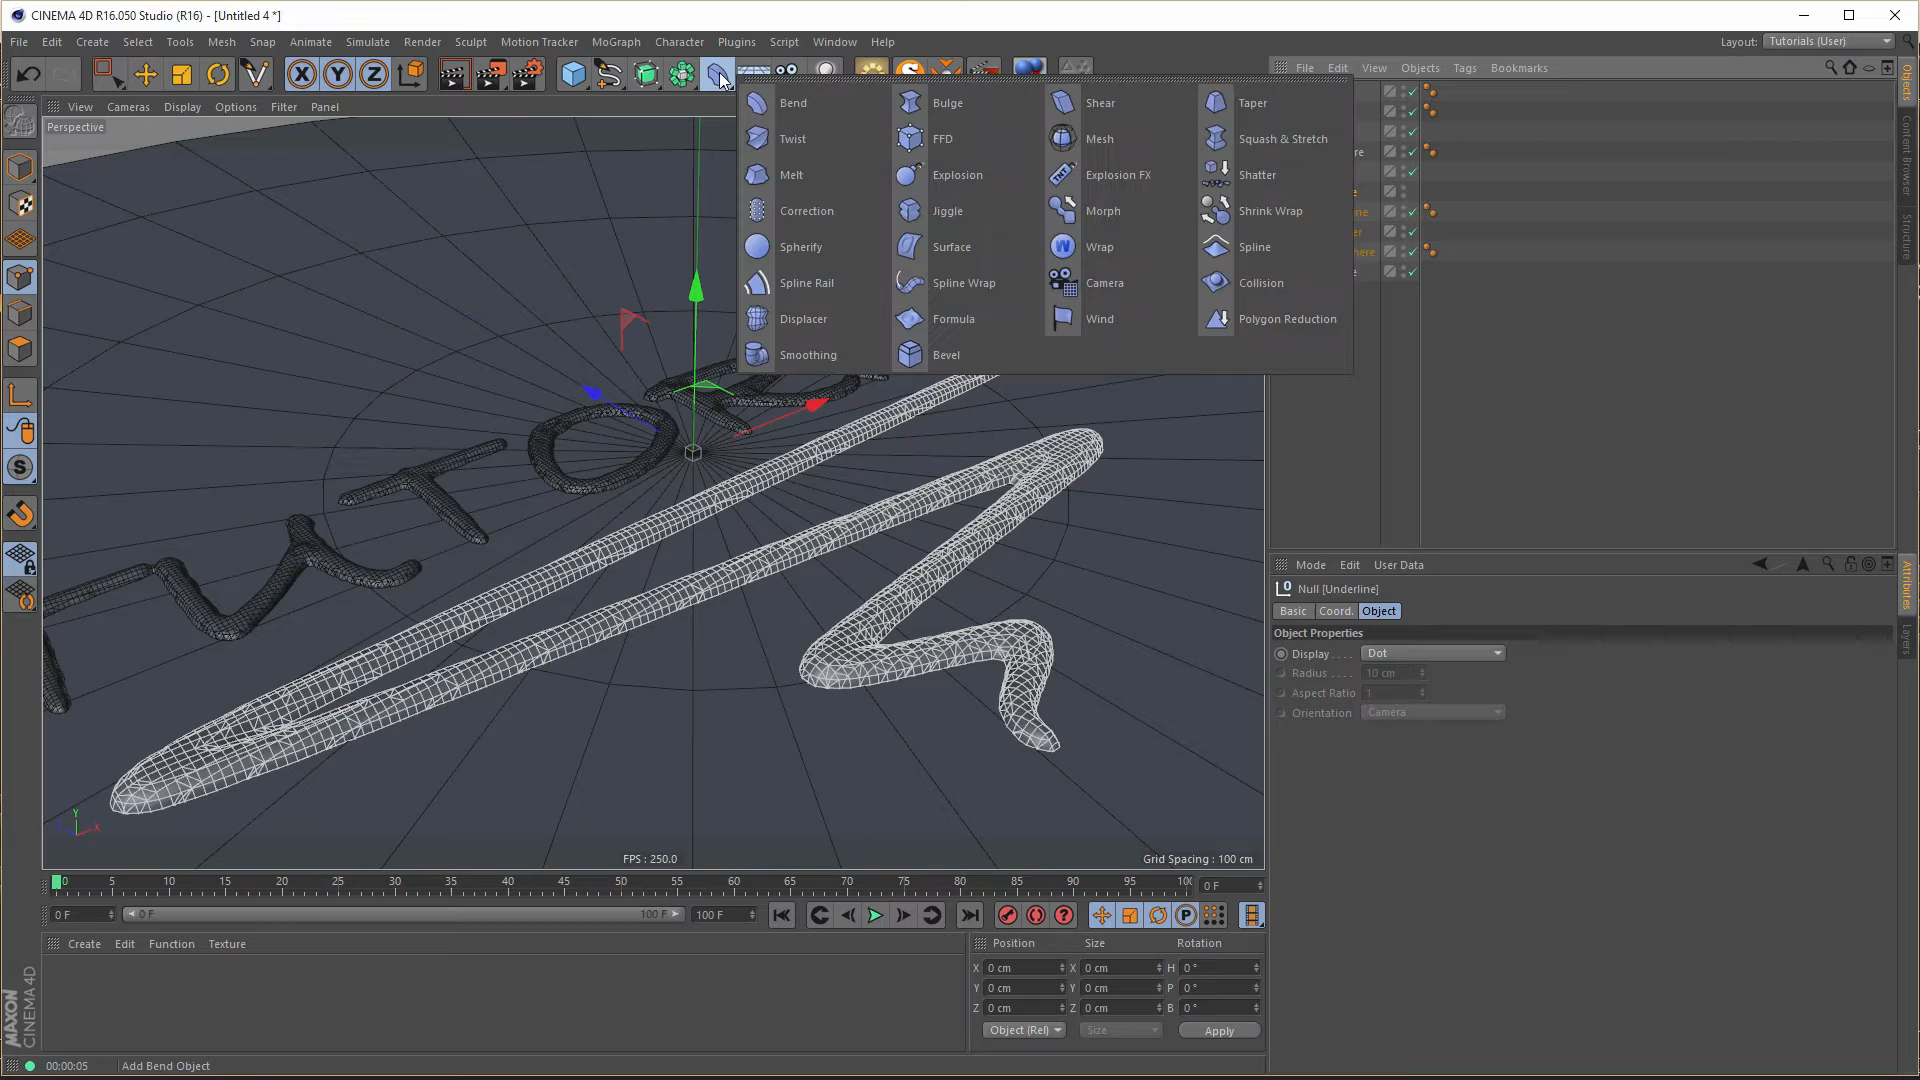 CINEMA 4D R16.050 Studio (R16) - [Untitled 4 *]
File Edit Create Select Tools Mesh Snap Animate Simulate Render Sculpt Motion Tracker MoGraph Character Plugins Script Window Help
Layout: Tutorials (User)
X Y Z
File Edit View Objects Tags Bookmarks
View Cameras Display Options Filter Panel
Perspective
Bend Bulge Shear Taper
Twist FFD Mesh Squash & Stretch
Melt Explosion Explosion FX Shatter
Correction Jiggle Morph Shrink Wrap
Spherify Surface Wrap Spline
Spline Rail Spline Wrap Camera Collision
Displacer Formula Wind Polygon Reduction
Smoothing Bevel
Objects
Content Browser
Structure
Mode Edit User Data
Null [Underline]
Basic Coord. Object
Object Properties
Display . . . . Dot
Radius . . . . 10 cm
Aspect Ratio 1
Orientation Camera
Attributes
Layers
Y
X
FPS : 250.0
Grid Spacing : 100 cm
0 5 10 15 20 25 30 35 40 45 50 55 60 65 70 75 80 85 90 95 100 0 F
0 F 0 F 100 F 100 F
Create Edit Function Texture
Position Size Rotation
X 0 cm X 0 cm H 0 °
Y 0 cm Y 0 cm P 0 °
Z 0 cm Z 0 cm B 0 °
Object (Rel) Size Apply
MAXON
CINEMA 4D
00:00:05 Add Bend Object